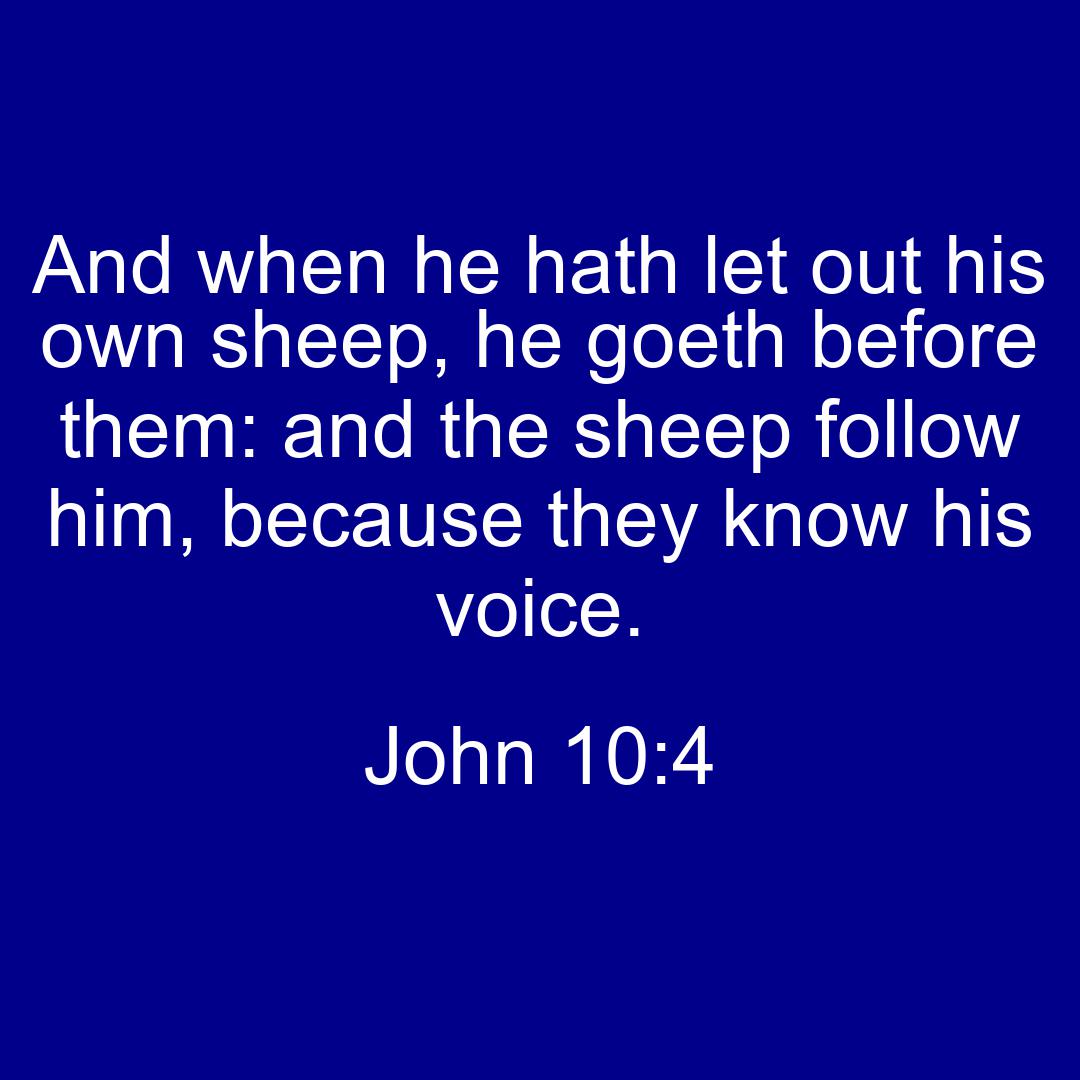 And when he hath let out his
own sheep, he goeth before
them: and the sheep follow
him, because they know his
voice.
John 10:4